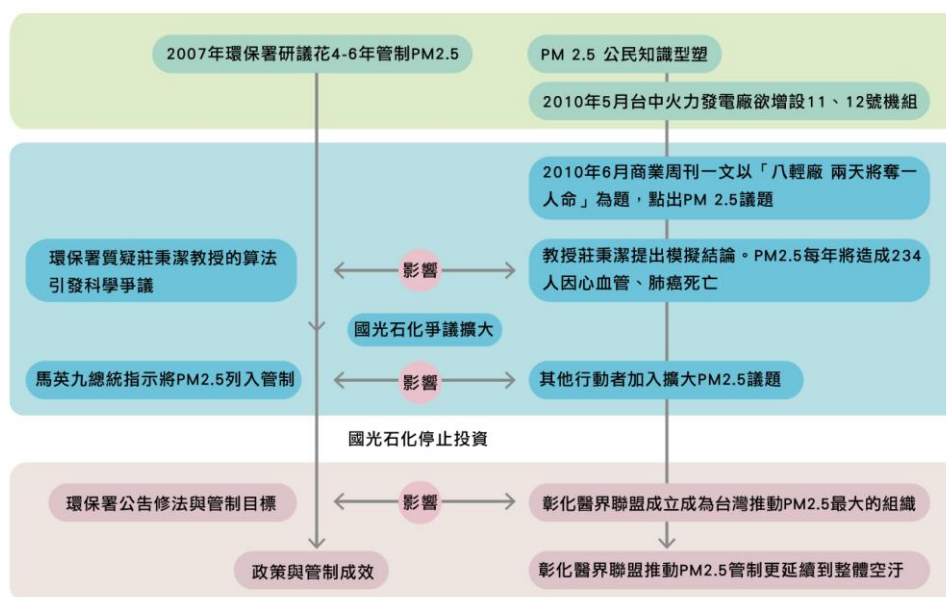 2007年環保署研議花4-6年管制PM2.5
PM 2.5 公民知識型塑
2010年5月台中火力發電廠欲增設11、12號機組
2010年6月商業周刊一文以「八輕廠 兩天將奪一
人命」為題，點出PM 2.5議題
環保署質疑莊秉潔教授的算法
引發科學爭議
影響
教授莊秉潔提出模擬結論。PM2.5每年將造成234
人因心血管、肺癌死亡
國光石化爭議擴大
馬英九總統指示將PM2.5列入管制
影響
其他行動者加入擴大PM2.5議題
國光石化停止投資
環保署公告修法與管制目標
影響
彰化醫界聯盟成立成為台灣推動PM2.5最大的組織
政策與管制成效
彰化醫界聯盟推動PM2.5管制更延續到整體空汙